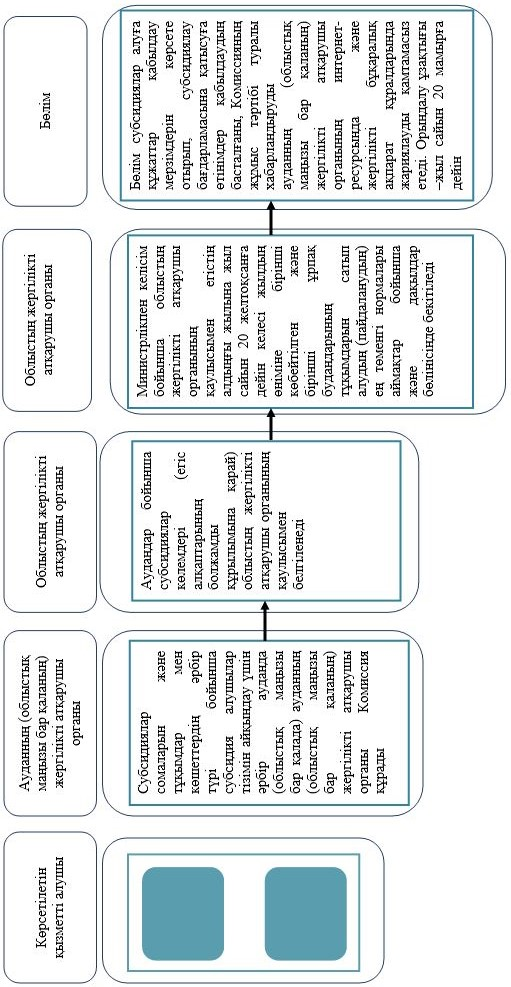 Көрсетілетін
қызметті алушы
Ауданның (облыстық
маңызы бар қаланың)
жергілікті атқарушы
органы
Субсидиялар және
сомаларын мен
тұқымдар әрбір
көшеттердің бойынша
түрі алушылар
субсидия үшін
тізімін айқындау ауданда
әрбір маңызы
(облыстық ауданның
бар қалада) маңызы
(облыстық қаланың)
бар атқарушы
жергілікті Комиссия
органы
құрады
Облыстың жергілікті
атқарушы органы
Аудандар бойынша
субсидиялар (егіс
көлемдері
алқаптарының
болжамды
құрылымына қарай)
облыстың жергілікті
атқарушы органының
қаулысымен
белгіленеді
Облыстың жергілікті
атқарушы органы
Министрлікпен келісім
бойынша облыстың
жергілікті атқарушы
органының
қаулысымен егістің
алдыңғы жылына жыл
сайын 20 желтоқсанға
дейін келесі жылдың
өніміне бірінші
көбейтілген және
бірінші ұрпақ
будандарының
тұқымдарын сатып
алудың (пайдаланудың)
ең төменгі нормалары
аймақтар бойынша
және дақылдар
бөлінісінде бекітіледі
Бөлім
Бөлім субсидиялар алуға
құжаттар қабылдау
мерзімдерін көрсете
отырып, субсидиялау
бағдарламасына қатысуға
өтінімдер қабылдаудың
басталғаны, Комиссияның
жұмыс тәртібі туралы
хабарландыруды
ауданның (облыстық
маңызы бар қаланың)
жергілікті атқарушы
органының интернет-
ресурсында және
жергілікті бұқаралық
ақпарат құралдарында
жариялауды қамтамасыз
етеді. Орындалу ұзақтығы
–жыл сайын 20 мамырға
дейін